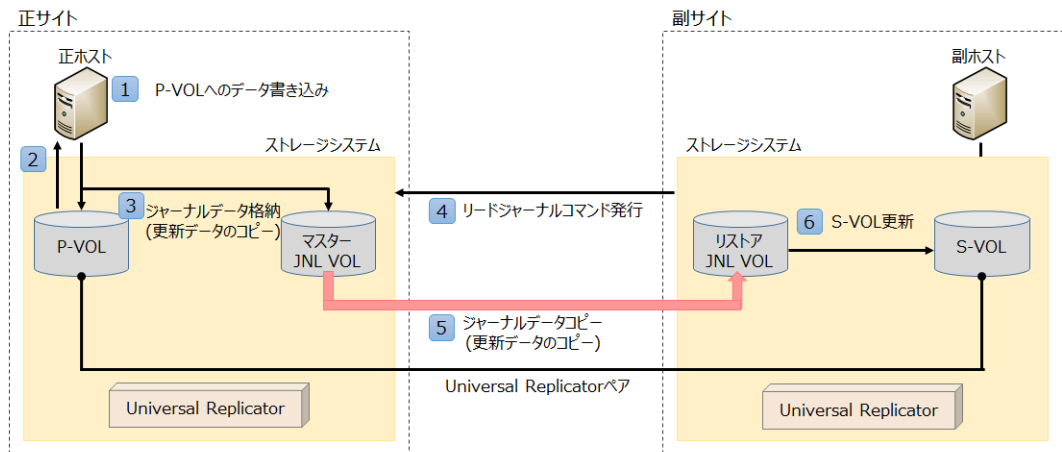 正サイト
副サイト
正ホスト
副ホスト
1 P-VOLへのデータ書き込み
ストレージシステム
ストレージシステム
2
3 ジャーナルデータ格納
(更新データのコピー)
4 リードジャーナルコマンド発行
6 S-VOL更新
P-VOL
マスター
JNL VOL
リストア
JNL VOL
S-VOL
5 ジャーナルデータコピー
(更新データのコピー)
Universal Replicatorペア
Universal Replicator
Universal Replicator